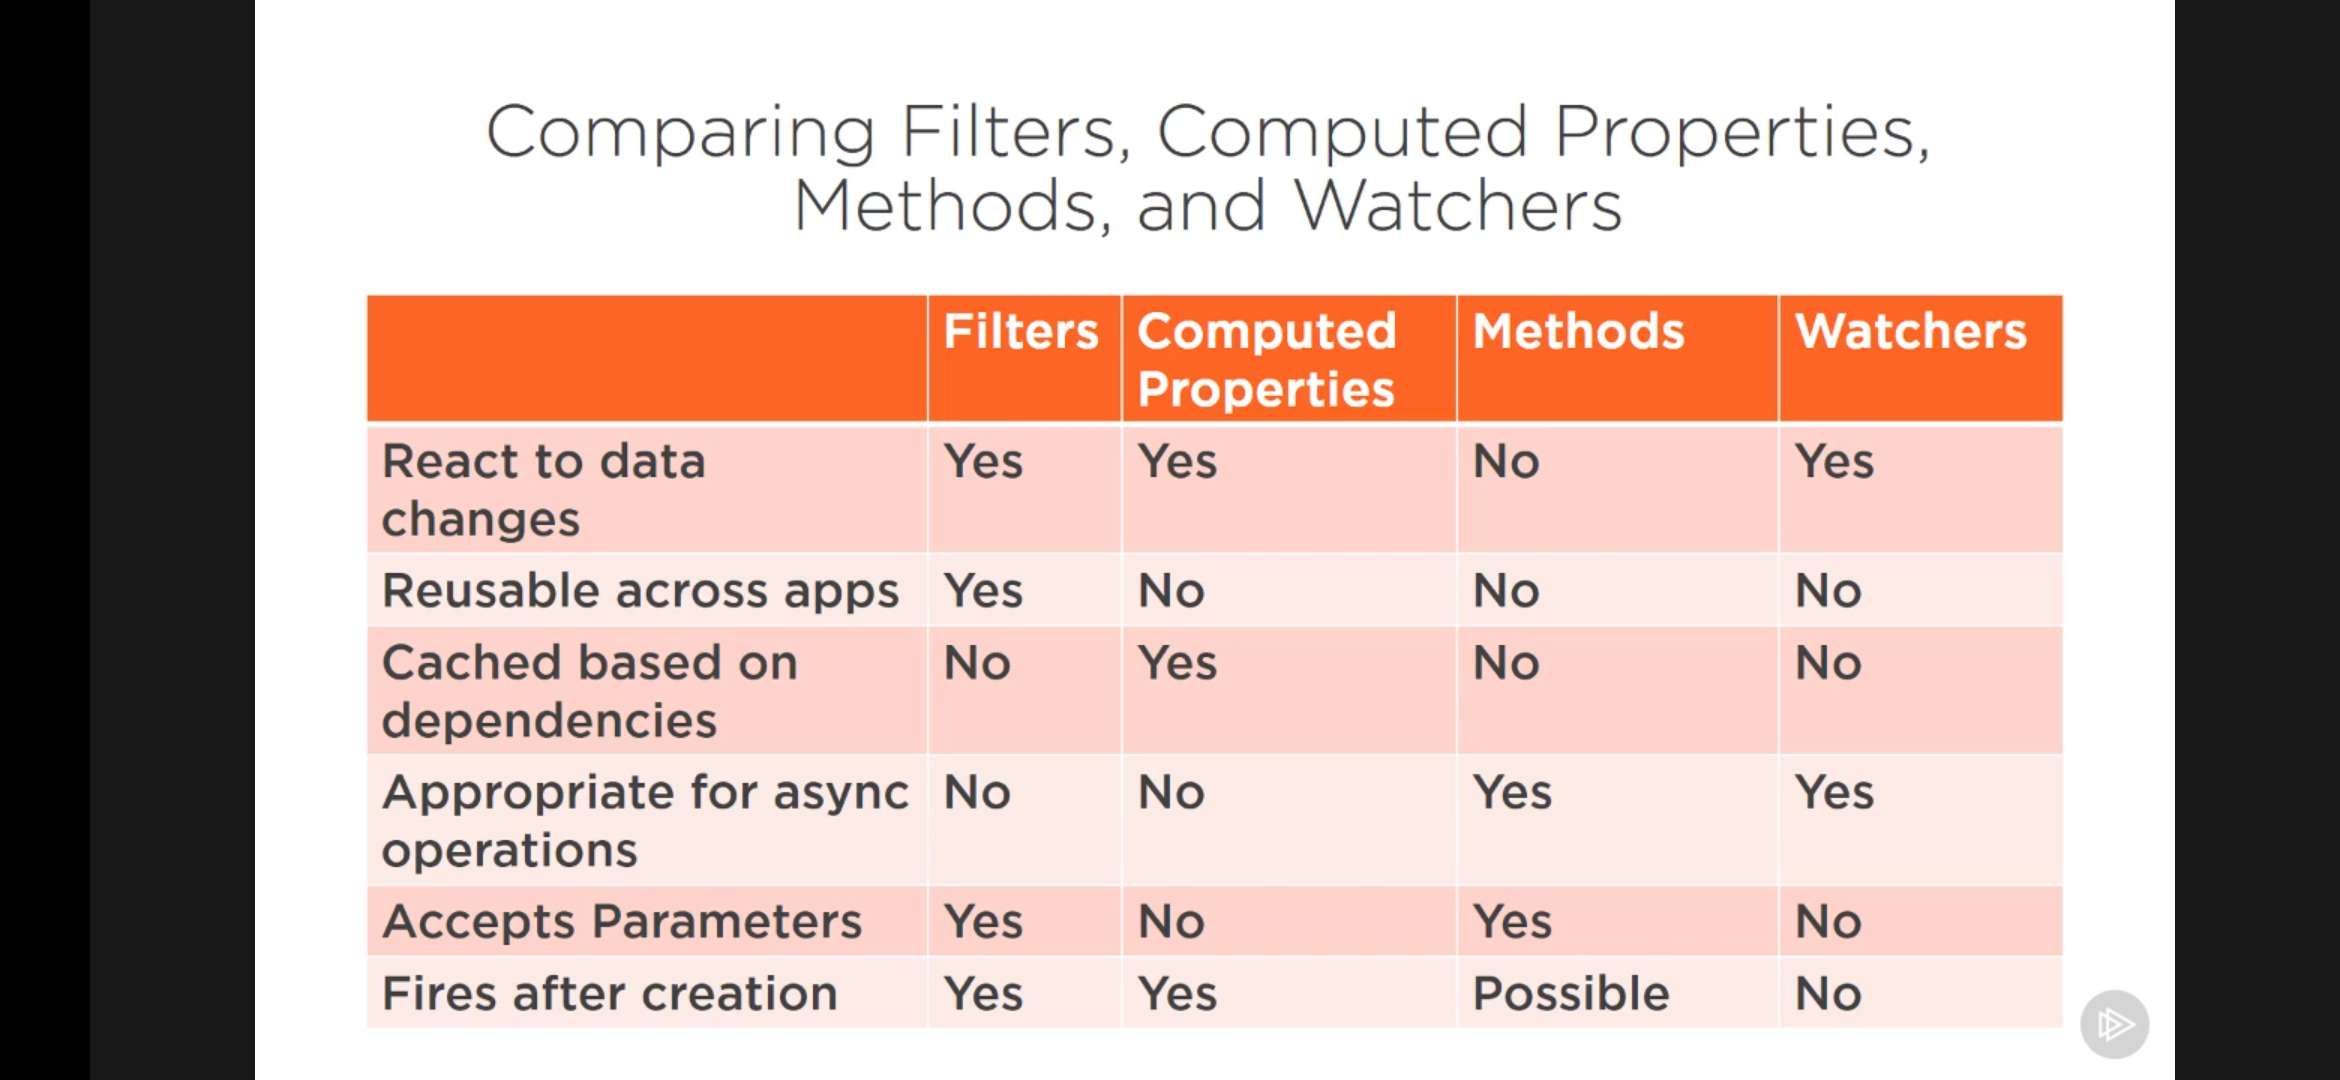 Comparing Filters, Computed Properties,
Methods, and Watchers
Filters Computed Methods Watchers
Properties
React to data Yes Yes No Yes
changes
Reusable across apps Yes No No No
Cached based on No Yes No No
dependencies
Appropriate for async No No Yes Yes
operations
Accepts Parameters Yes No Yes No
Fires after creation Yes Yes Possible No